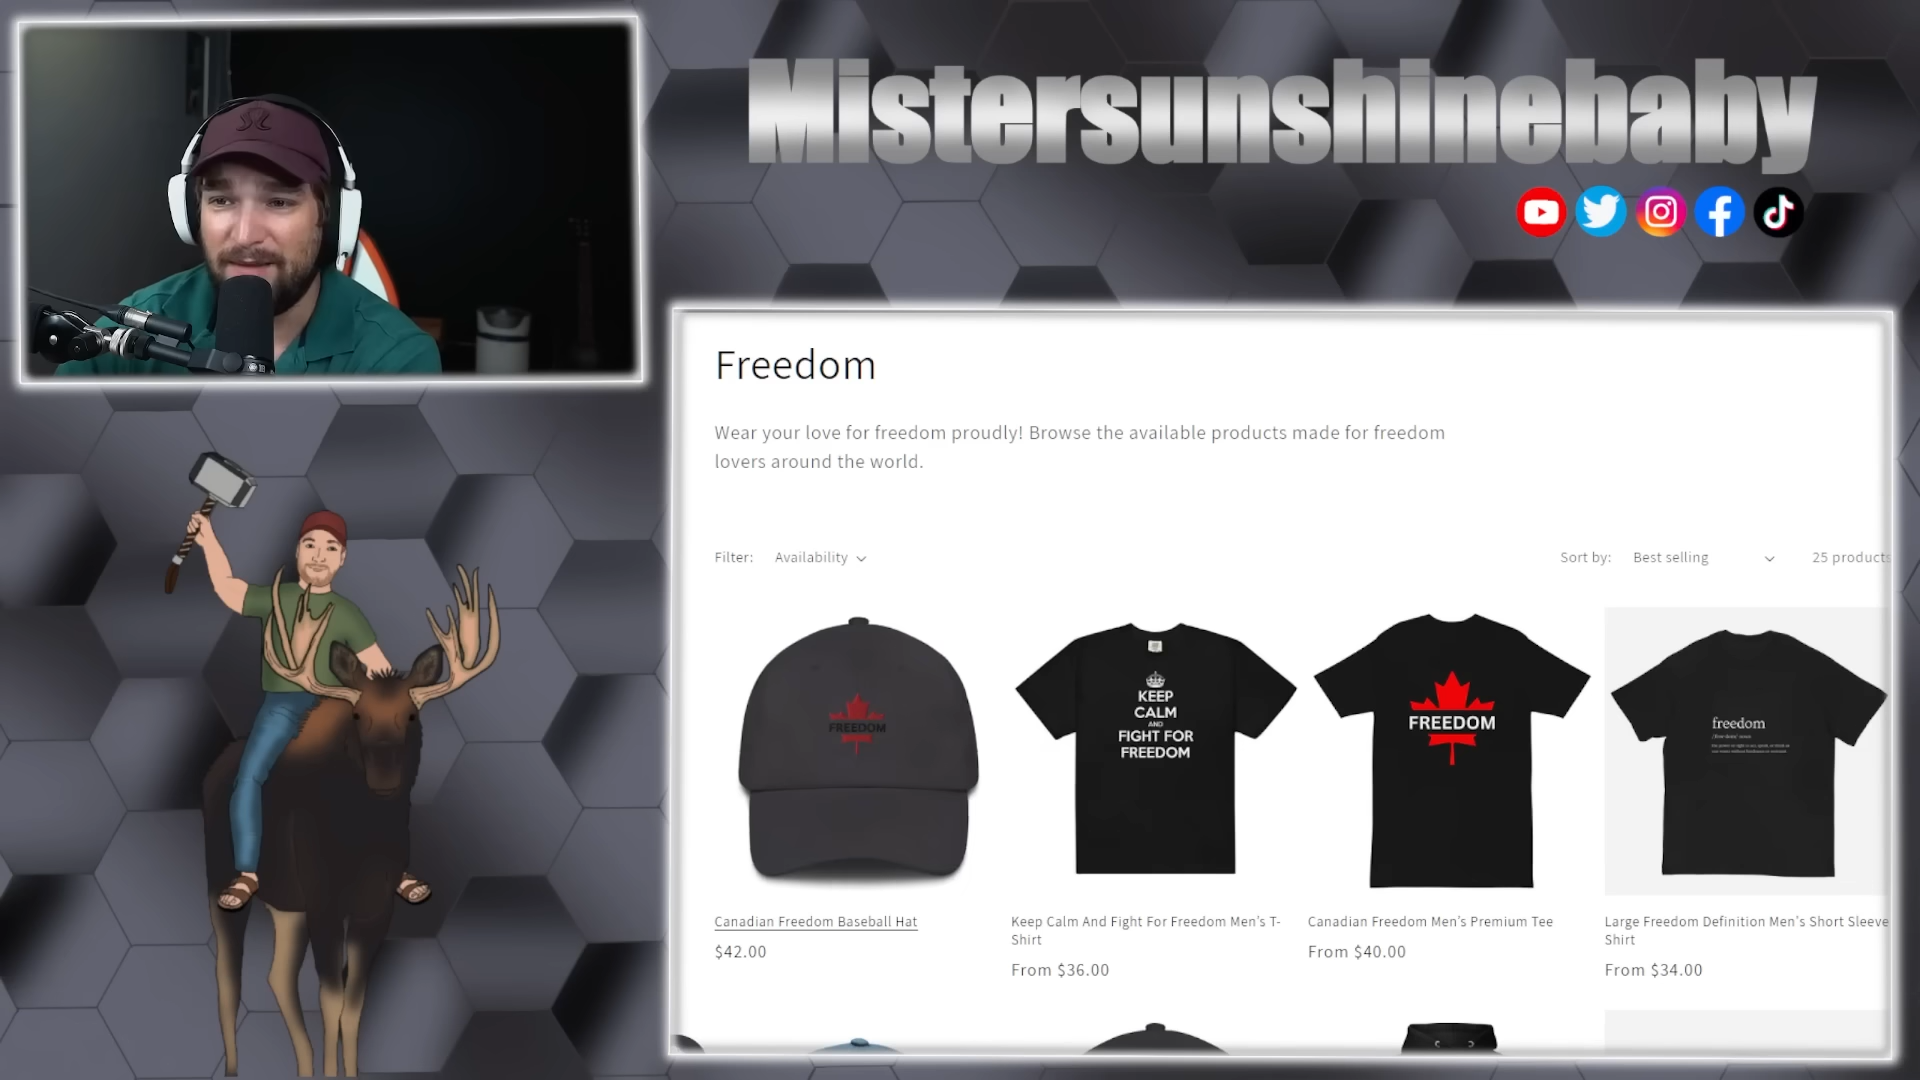 Mistersunshinebaby
Freedom
Wear your love for freedom proudly! Browse the available products made for freedom
lovers around the world.
Filter: Availability
Sort by: Best selling
25 products
FREEDOM
KEEP
CALM
AND
FIGHT FOR
FREEDOM
FREEDOM
freedom
Canadian Freedom Baseball Hat
$42.00
Keep Calm And Fight For Freedom Men’s T-
Shirt
From $36.00
Canadian Freedom Men’s Premium Tee
From $40.00
Large Freedom Definition Men’s Short Sleeve
Shirt
From $34.00